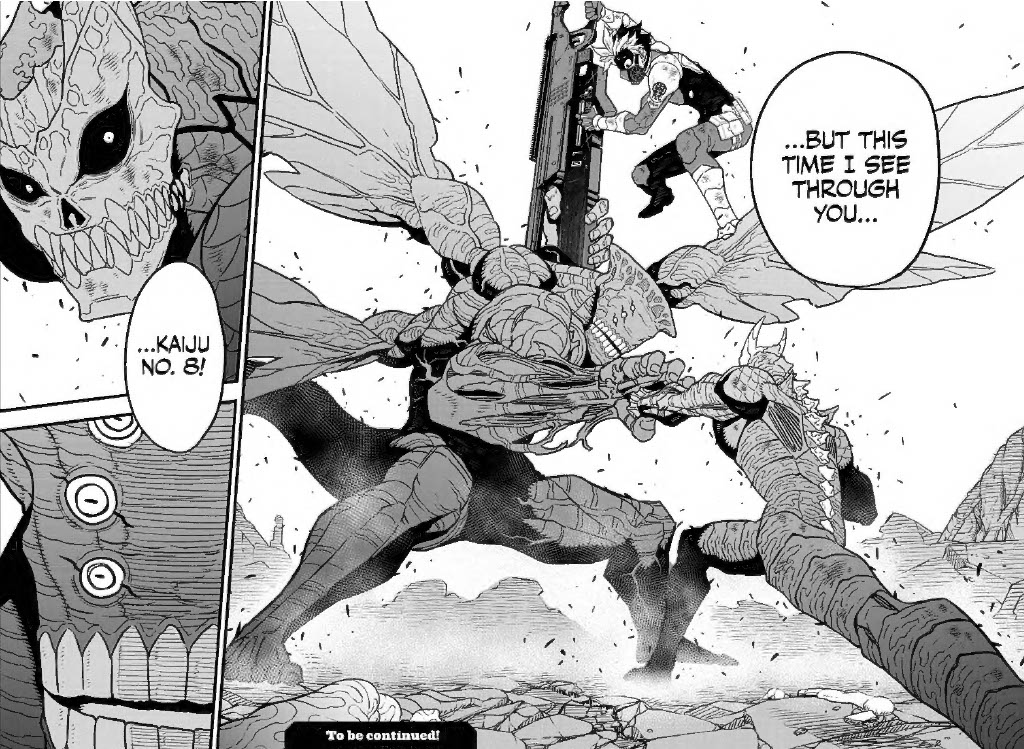 ...BUT THIS
TIME I SEE
THROUGH
YOU...
...KAIJU
NO. 8!
To be continued!